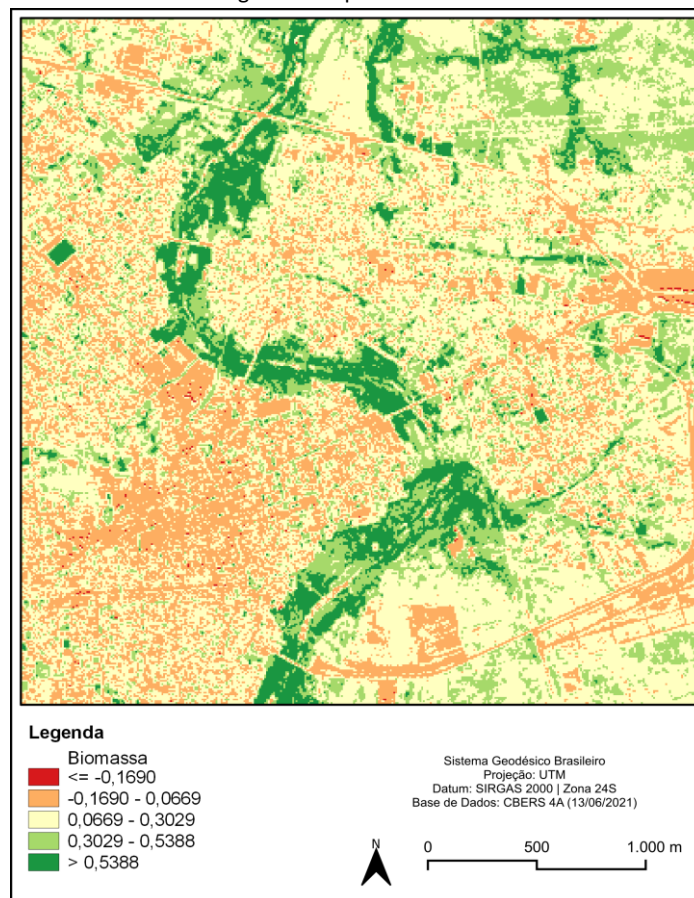 Legenda
Biomassa
<= -0,1690
-0,1690 - 0,0669
0,0669 - 0,3029
0,3029 - 0,5388
> 0,5388
Sistema Geodésico Brasileiro
Projeção: UTM
Datum: SIRGAS 2000 | Zona 24S
Base de Dados: CBERS 4A (13/06/2021)
N
0 500 1.000 m